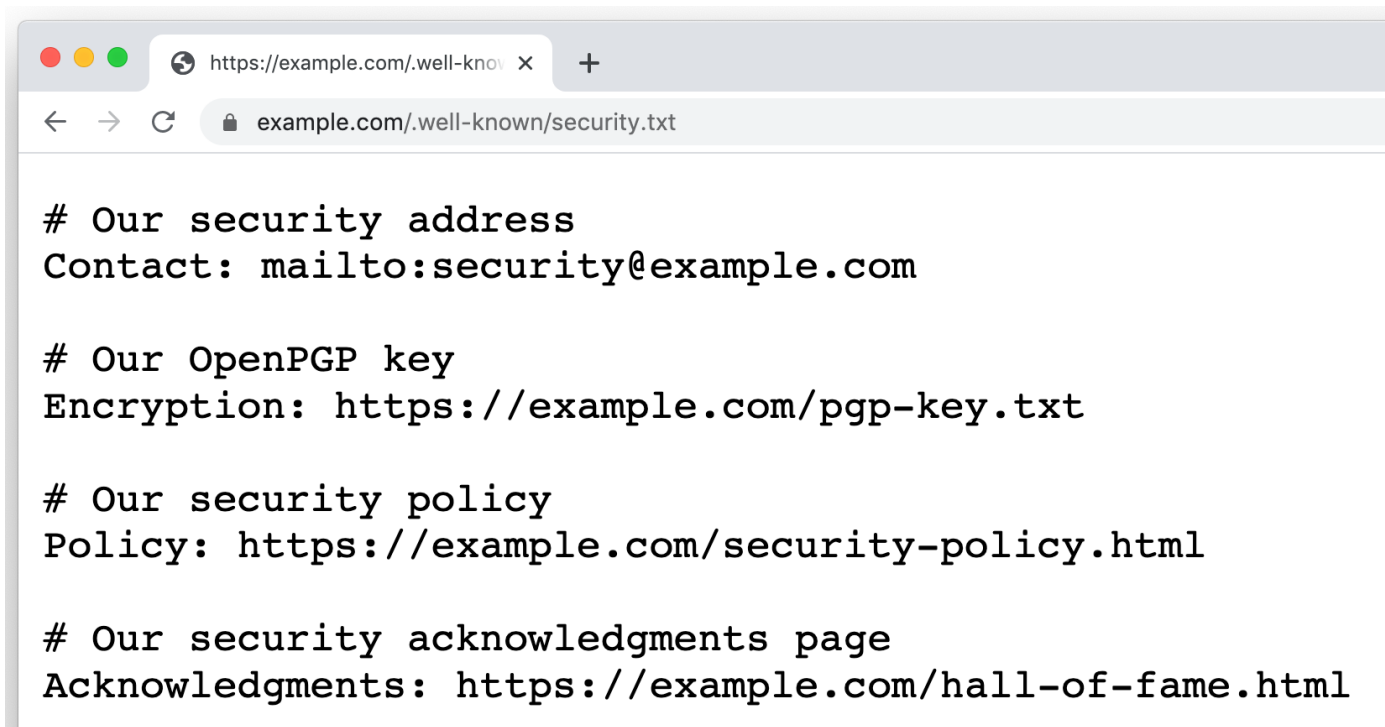 https://example.com/.well-know
example.com/.well-known/security.txt
# Our security address
Contact: mailto:security@example.com
# Our OpenPGP key
Encryption: https://example.com/pgp-key.txt
# Our security policy
Policy: https://example.com/security-policy.html
# Our security acknowledgments page
Acknowledgments: https://example.com/hall-of-fame.html